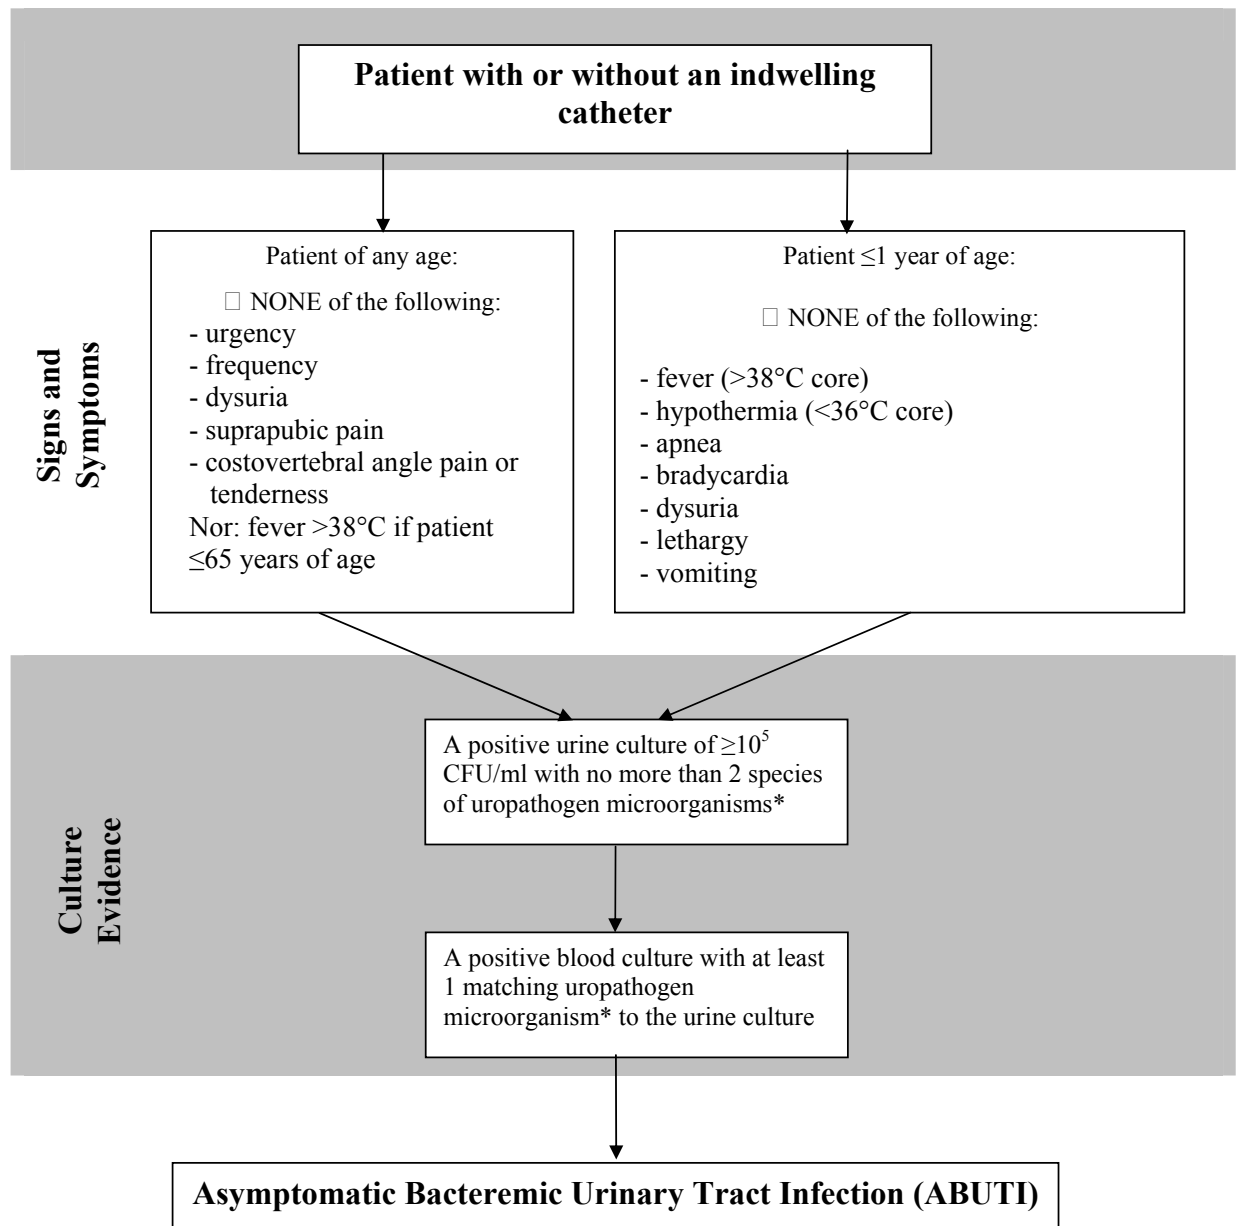 Patient with or without an indwelling
catheter
Signs and
Symptoms
Patient of any age:
□ NONE of the following:
- urgency
- frequency
- dysuria
- suprapubic pain
- costovertebral angle pain or
tenderness
Nor: fever >38°C if patient
≤65 years of age
Patient ≤1 year of age:
□ NONE of the following:
- fever (>38°C core)
- hypothermia (<36°C core)
- apnea
- bradycardia
- dysuria
- lethargy
- vomiting
Culture
Evidence
A positive urine culture of ≥10⁵
CFU/ml with no more than 2 species
of uropathogen microorganisms*
A positive blood culture with at least
1 matching uropathogen
microorganism* to the urine culture
Asymptomatic Bacteremic Urinary Tract Infection (ABUTI)